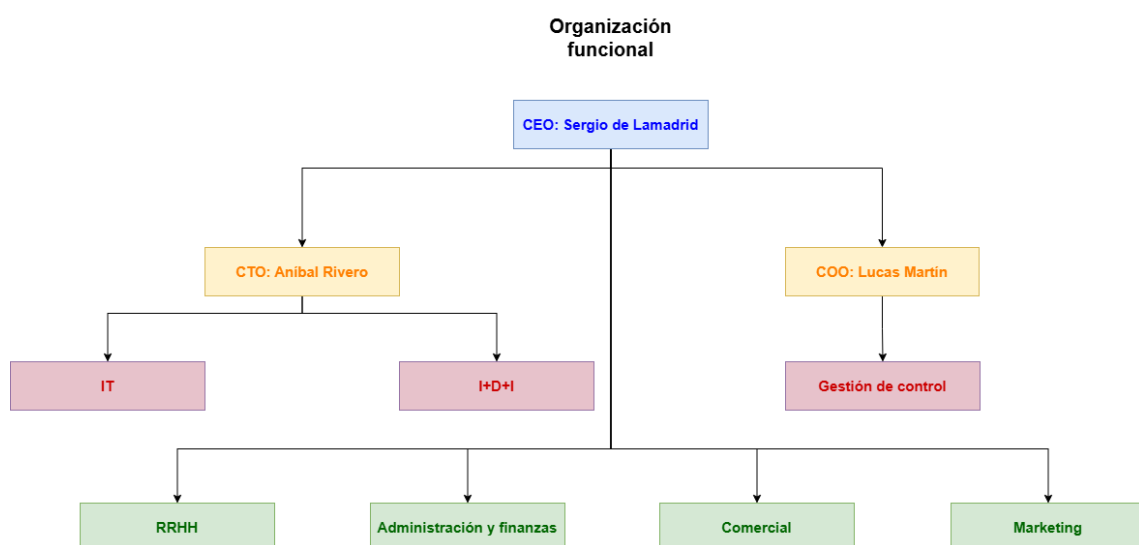 Organización
funcional
CEO: Sergio de Lamadrid
CTO: Aníbal Rivero
COO: Lucas Martín
IT
I+D+I
Gestión de control
RRHH
Administración y finanzas
Comercial
Marketing